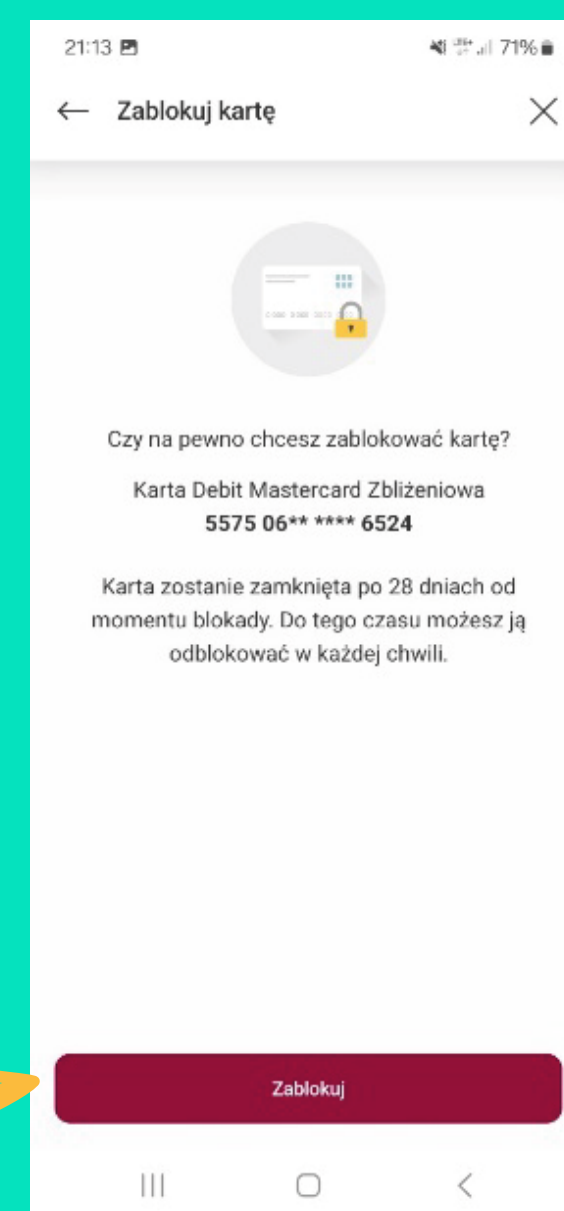 21:13
71%
Zablokuj kartę
Czy na pewno chcesz zablokować kartę?
Karta Debit Mastercard Zbliżeniowa
5575 06** **** 6524
Karta zostanie zamknięta po 28 dniach od
momentu blokady. Do tego czasu możesz ją
odblokować w każdej chwili.
Zablokuj